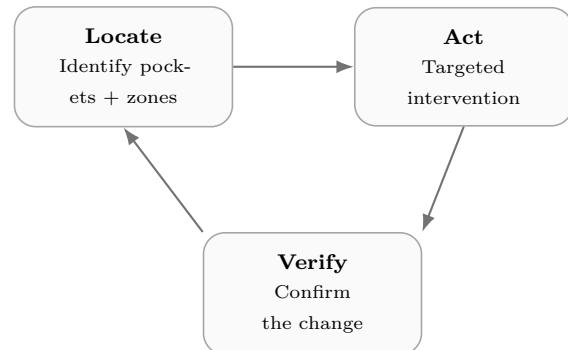 Locate
Identify pock-
ets + zones
Act
Targeted
intervention
Verify
Confirm
the change